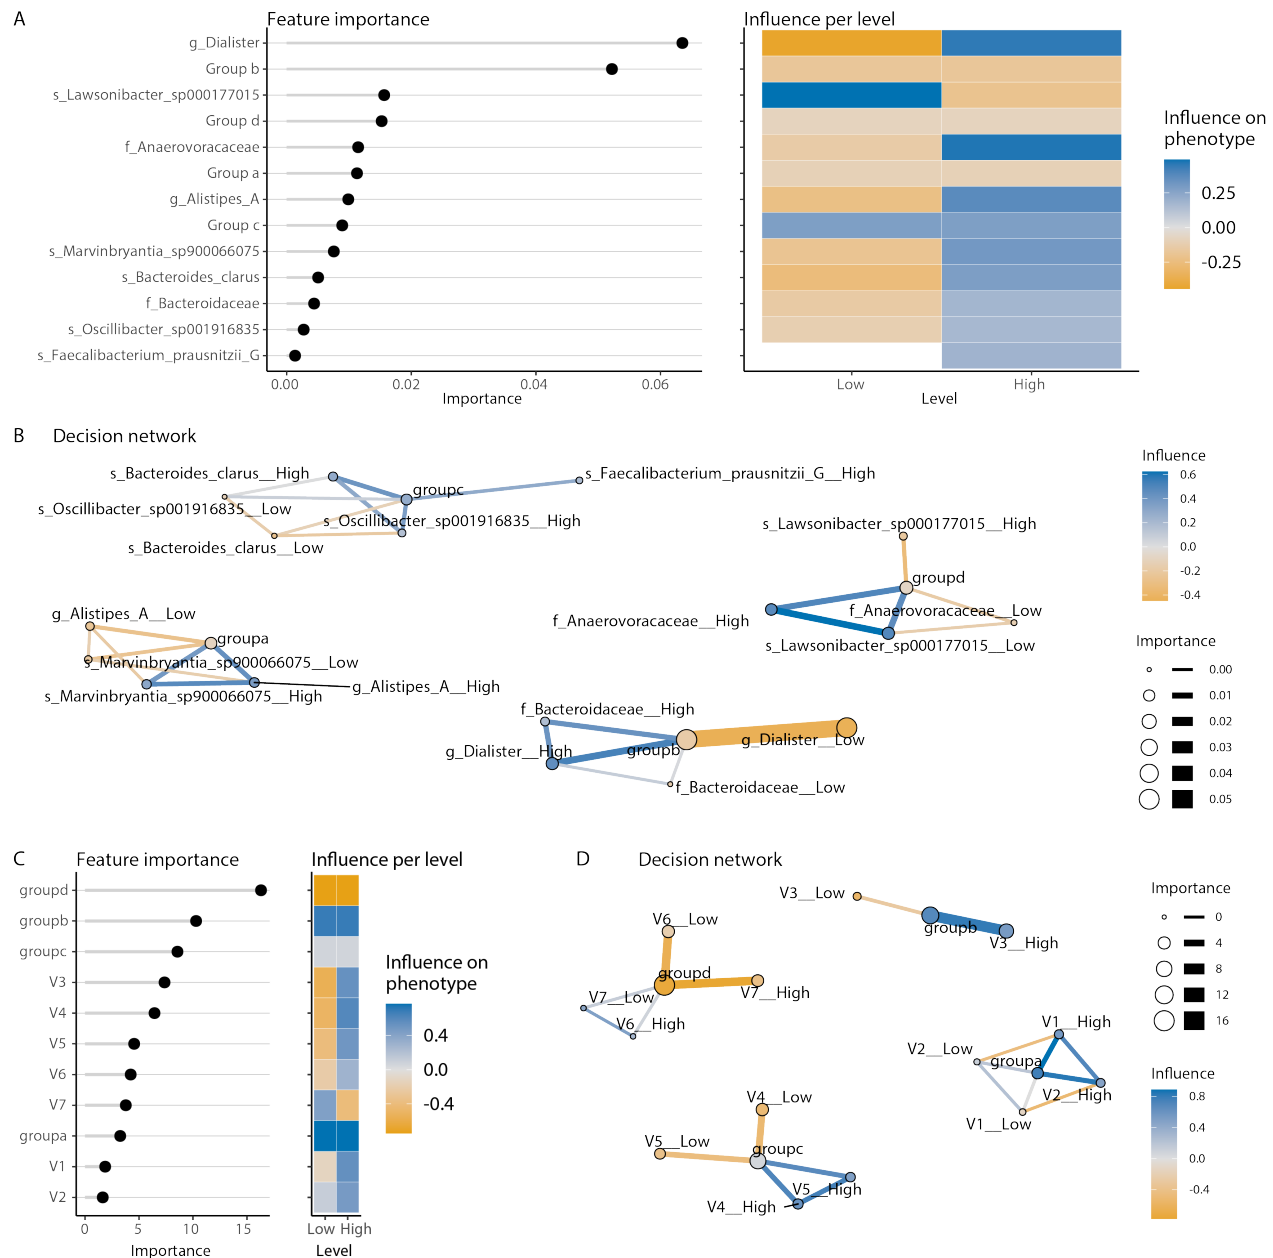 A
Feature importance
g_Dialister
Group b
s_Lawsonibacter_sp000177015
Group d
f_Anaerovoracaceae
Group a
g_Alistipes_A
Group c
s_Marvinbryantia_sp900066075
s_Bacteroides_clarus
f_Bacteroidaceae
s_Oscillibacter_sp001916835
s_Faecalibacterium_prausnitzii_G
0.00
0.02
0.04
0.06
Importance
Influence per level
Low
High
Level
Influence on
phenotype
0.25
0.00
-0.25
B
Decision network
s_Bacteroides_clarus__High
groupc
s_Faecalibacterium_prausnitzii_G__High
s_Oscillibacter_sp001916835__Low
s_Oscillibacter_sp001916835__High
s_Bacteroides_clarus__Low
s_Lawsonibacter_sp000177015__High
groupd
f_Anaerovoracaceae__Low
f_Anaerovoracaceae__High
s_Lawsonibacter_sp000177015__Low
g_Alistipes_A__Low
groupa
s_Marvinbryantia_sp900066075__Low
s_Marvinbryantia_sp900066075__High
g_Alistipes_A__High
f_Bacteroidaceae__High
g_Dialister__High
groupb
g_Dialister__Low
f_Bacteroidaceae__Low
Influence
0.6
0.4
0.2
0.0
-0.2
-0.4
Importance
0.00
0.01
0.02
0.03
0.04
0.05
C
Feature importance
groupd
groupb
groupc
V3
V4
V5
V6
V7
groupa
V1
V2
0
5
10
15
Importance
Influence per level
Low High
Level
Influence on
phenotype
0.4
0.0
-0.4
D
Decision network
V3__Low
groupb
V3__High
V6__Low
groupd
V7__High
V7__Low
V6__High
V1__High
V2__Low
groupa
V2__High
V1__Low
V4__Low
V5__Low
groupc
V5__High
V4__High
Importance
0
4
8
12
16
Influence
0.8
0.4
0.0
-0.4